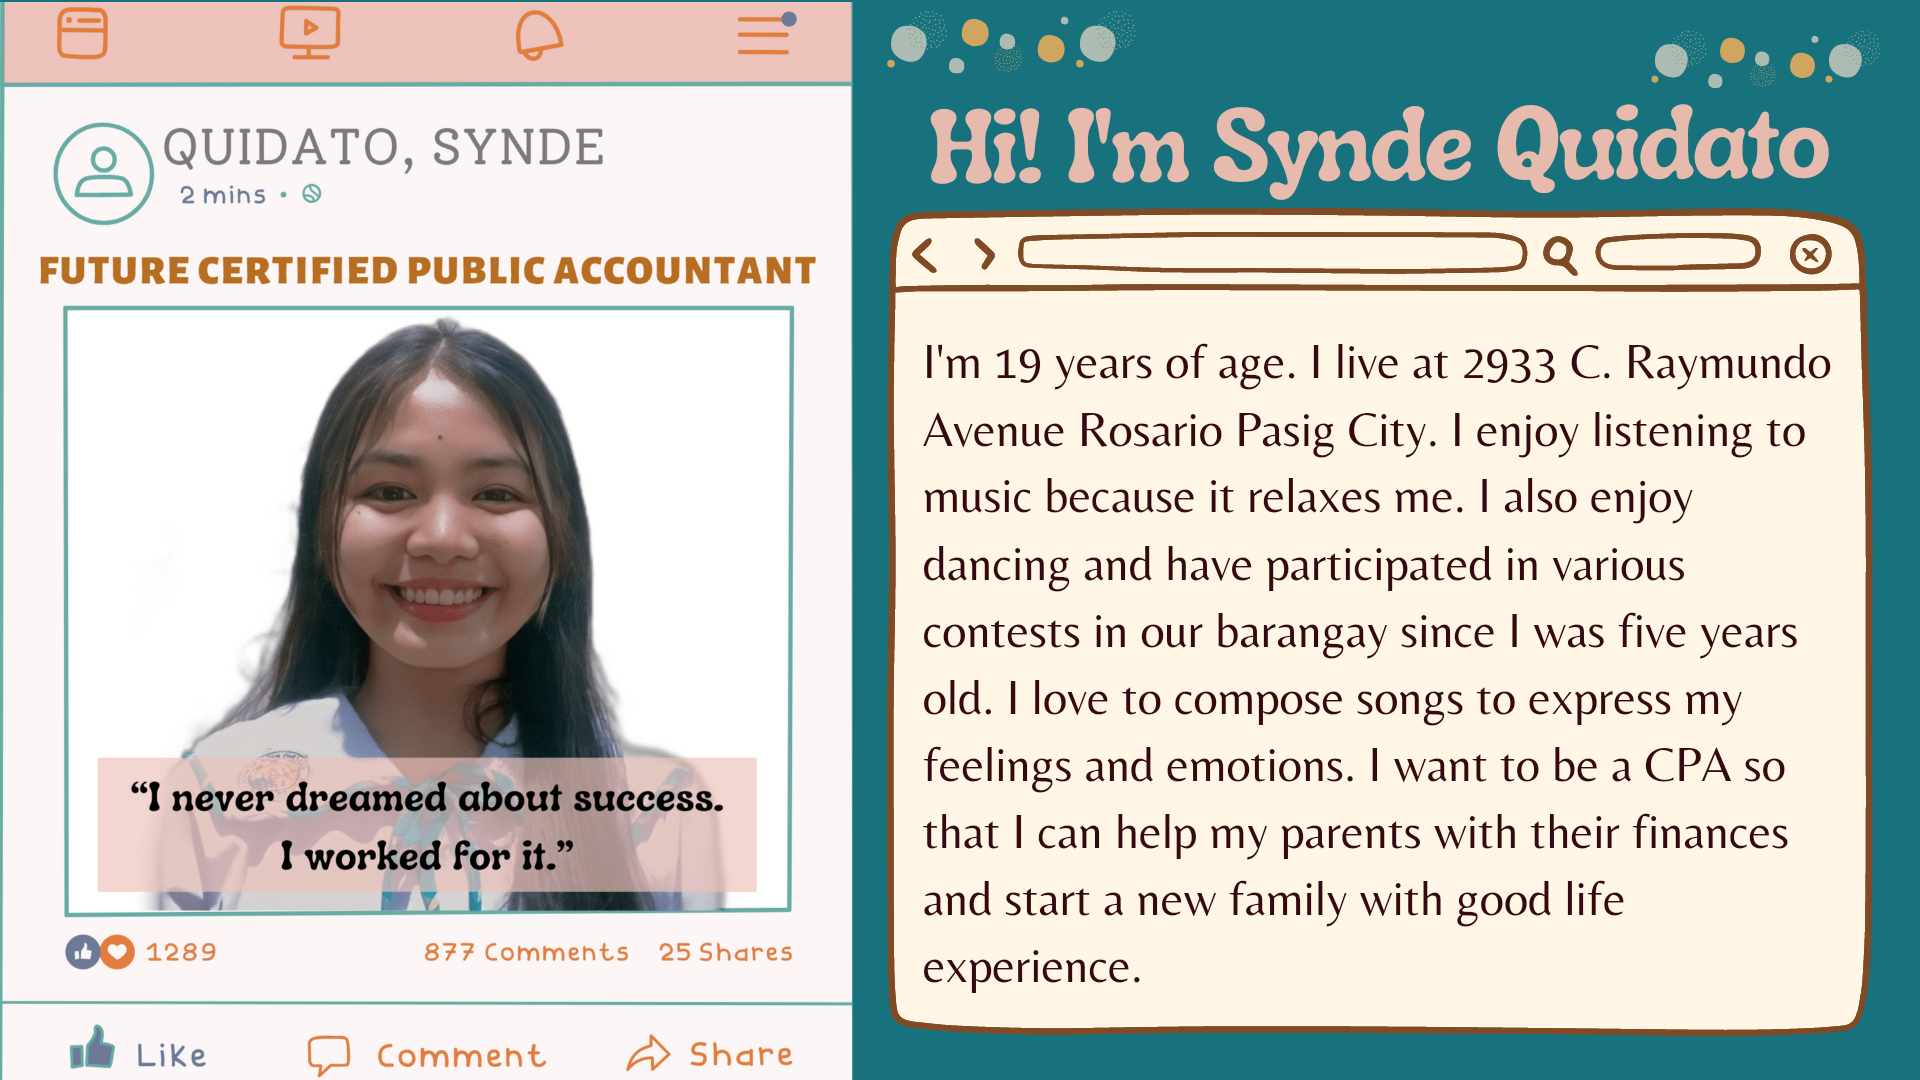 QUIDATO, SYNDE
2 mins
FUTURE CERTIFIED PUBLIC ACCOUNTANT
“I never dreamed about success.
I worked for it.”
1289 877 Comments 25 Shares
Like Comment Share
Hi! I'm Synde Quidato
I'm 19 years of age. I live at 2933 C. Raymundo
Avenue Rosario Pasig City. I enjoy listening to
music because it relaxes me. I also enjoy
dancing and have participated in various
contests in our barangay since I was five years
old. I love to compose songs to express my
feelings and emotions. I want to be a CPA so
that I can help my parents with their finances
and start a new family with good life
experience.